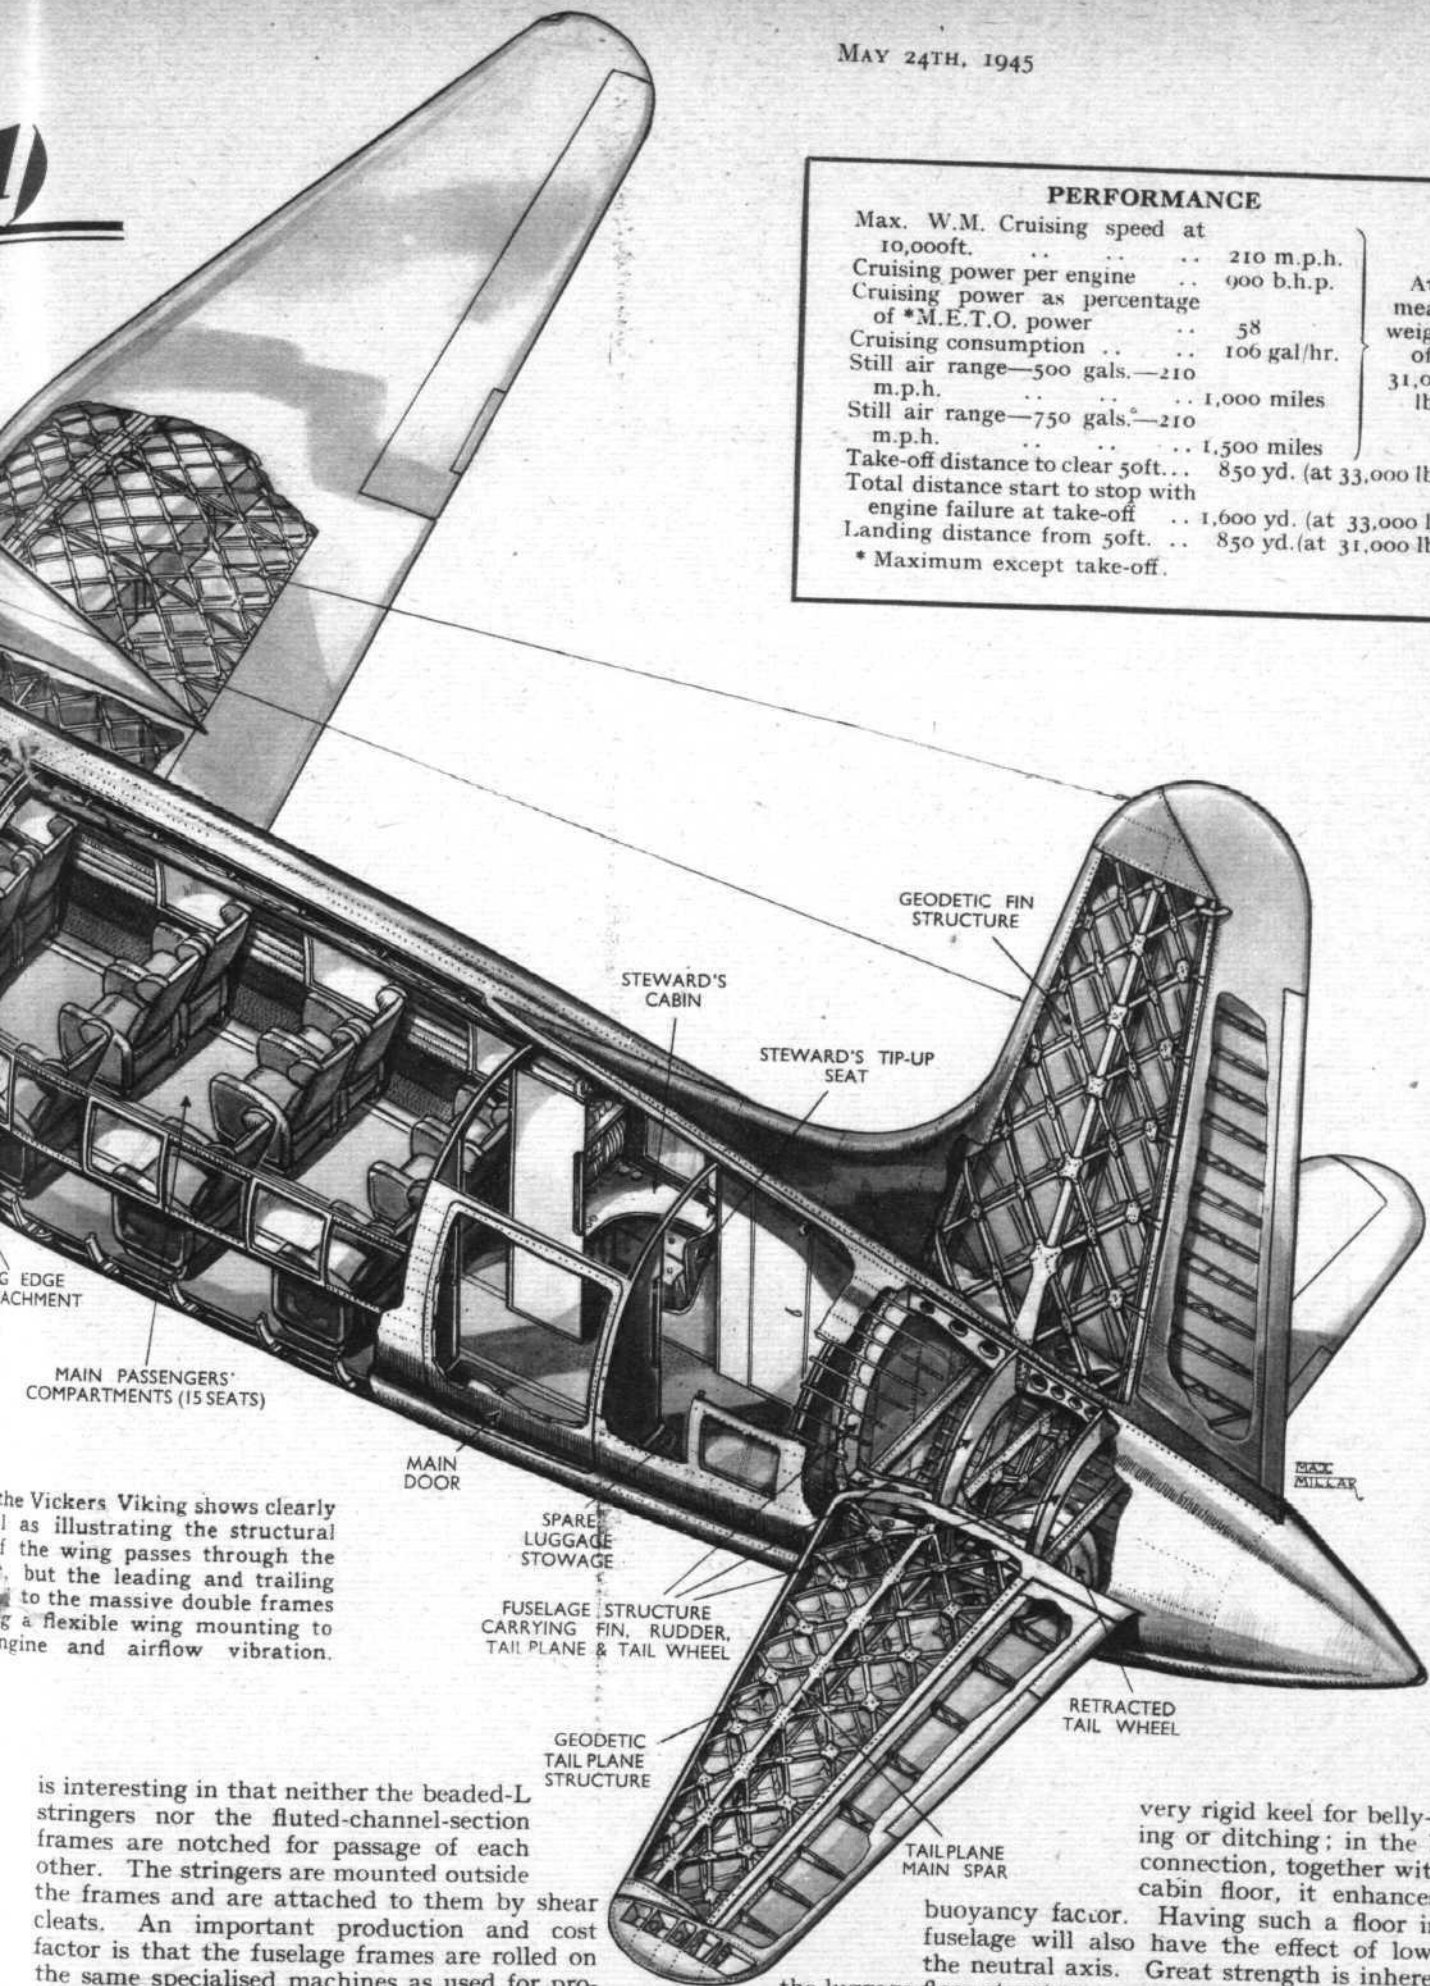 MAY 24TH, 1945
PERFORMANCE
Max. W.M. Cruising speed at
10,000ft. .. .. .. 210 m.p.h.
Cruising power per engine .. 900 b.h.p.
Cruising power as percentage
of *M.E.T.O. power .. 58
Cruising consumption .. .. 106 gal/hr.
Still air range—500 gals.—210
m.p.h. .. .. .. 1,000 miles
Still air range—750 gals.—210
m.p.h. .. .. .. 1,500 miles
31,0
Take-off distance to clear 50ft... 850 yd. (at 33,000 lb
Total distance start to stop with
engine failure at take-off .. 1,600 yd. (at 33,000 l
Landing distance from 50ft. .. 850 yd.(at 31,000 lb
* Maximum except take-off.
GEODETIC FIN
STRUCTURE
STEWARD'S
CABIN
STEWARD'S TIP-UP
SEAT
G EDGE
ACHMENT
MAIN PASSENGERS'
COMPARTMENTS (15 SEATS)
MAIN
DOOR
SPARE
LUGGAGE
STOWAGE
FUSELAGE STRUCTURE
CARRYING FIN, RUDDER,
TAIL PLANE & TAIL WHEEL
MAX
MILLAR
RETRACTED
TAIL WHEEL
GEODETIC
TAIL PLANE
STRUCTURE
TAILPLANE
MAIN SPAR
the Vickers Viking shows clearly
l as illustrating the structural
f the wing passes through the
, but the leading and trailing
to the massive double frames
g a flexible wing mounting to
ngine and airflow vibration.
is interesting in that neither the beaded-L
stringers nor the fluted-channel-section
frames are notched for passage of each
other. The stringers are mounted outside
the frames and are attached to them by shear
cleats. An important production and cost
factor is that the fuselage frames are rolled on
the same specialised machines as used for pro-
very rigid keel for belly-
ing or ditching; in the
connection, together wit
cabin floor, it enhances
buoyancy factor. Having such a floor in
fuselage will also have the effect of low
the neutral axis. Great strength is inhere